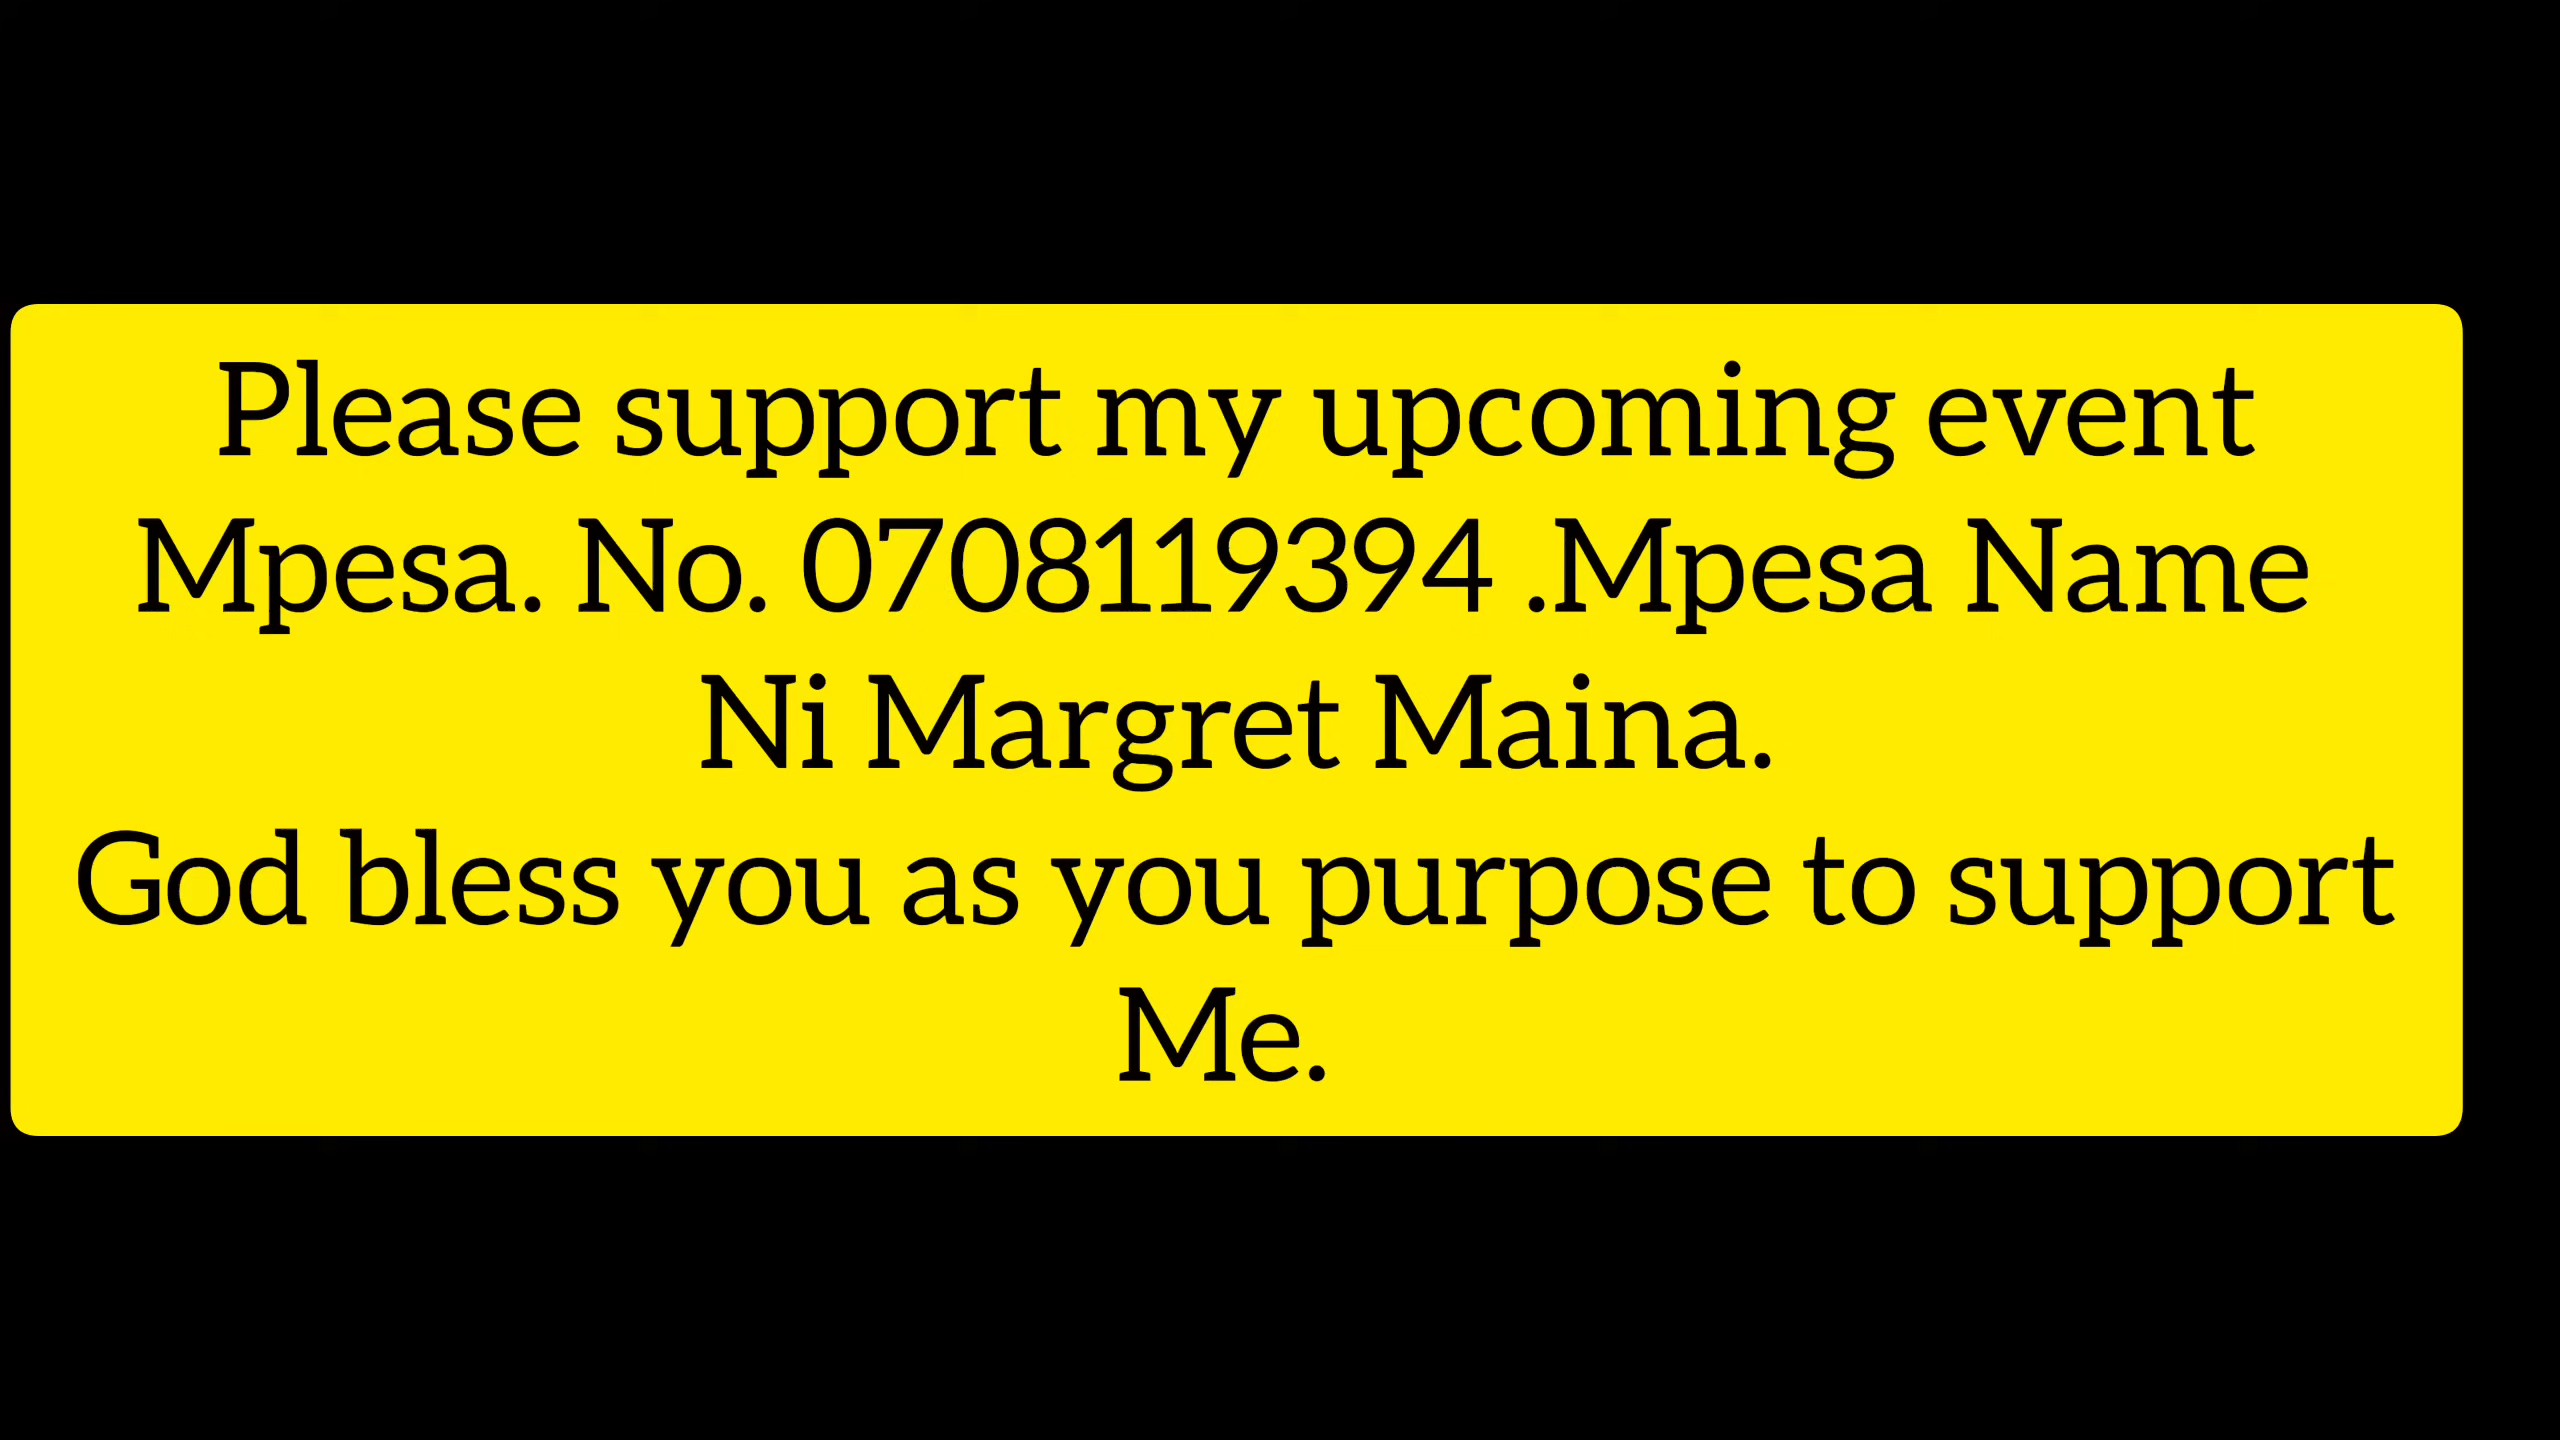 Please support my upcoming event
Mpesa. No. 0708119394 .Mpesa Name
Ni Margret Maina.
God bless you as you purpose to support
Me.